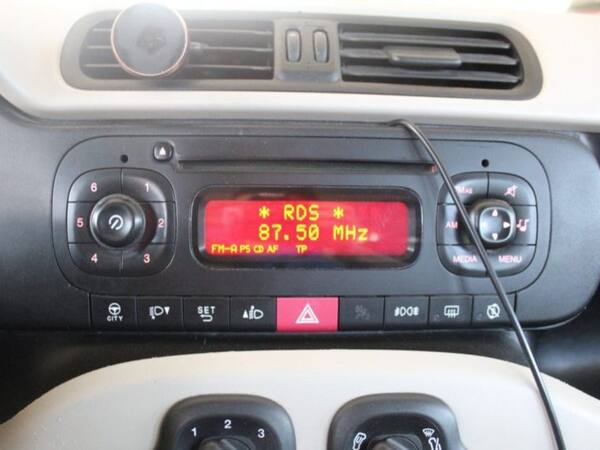 * RDS *
87.50 MHz
FM-A PS CD AF TP
6 1
5 2
4 3
AM
MEDIA MENU
CITY
SET
1 2 3